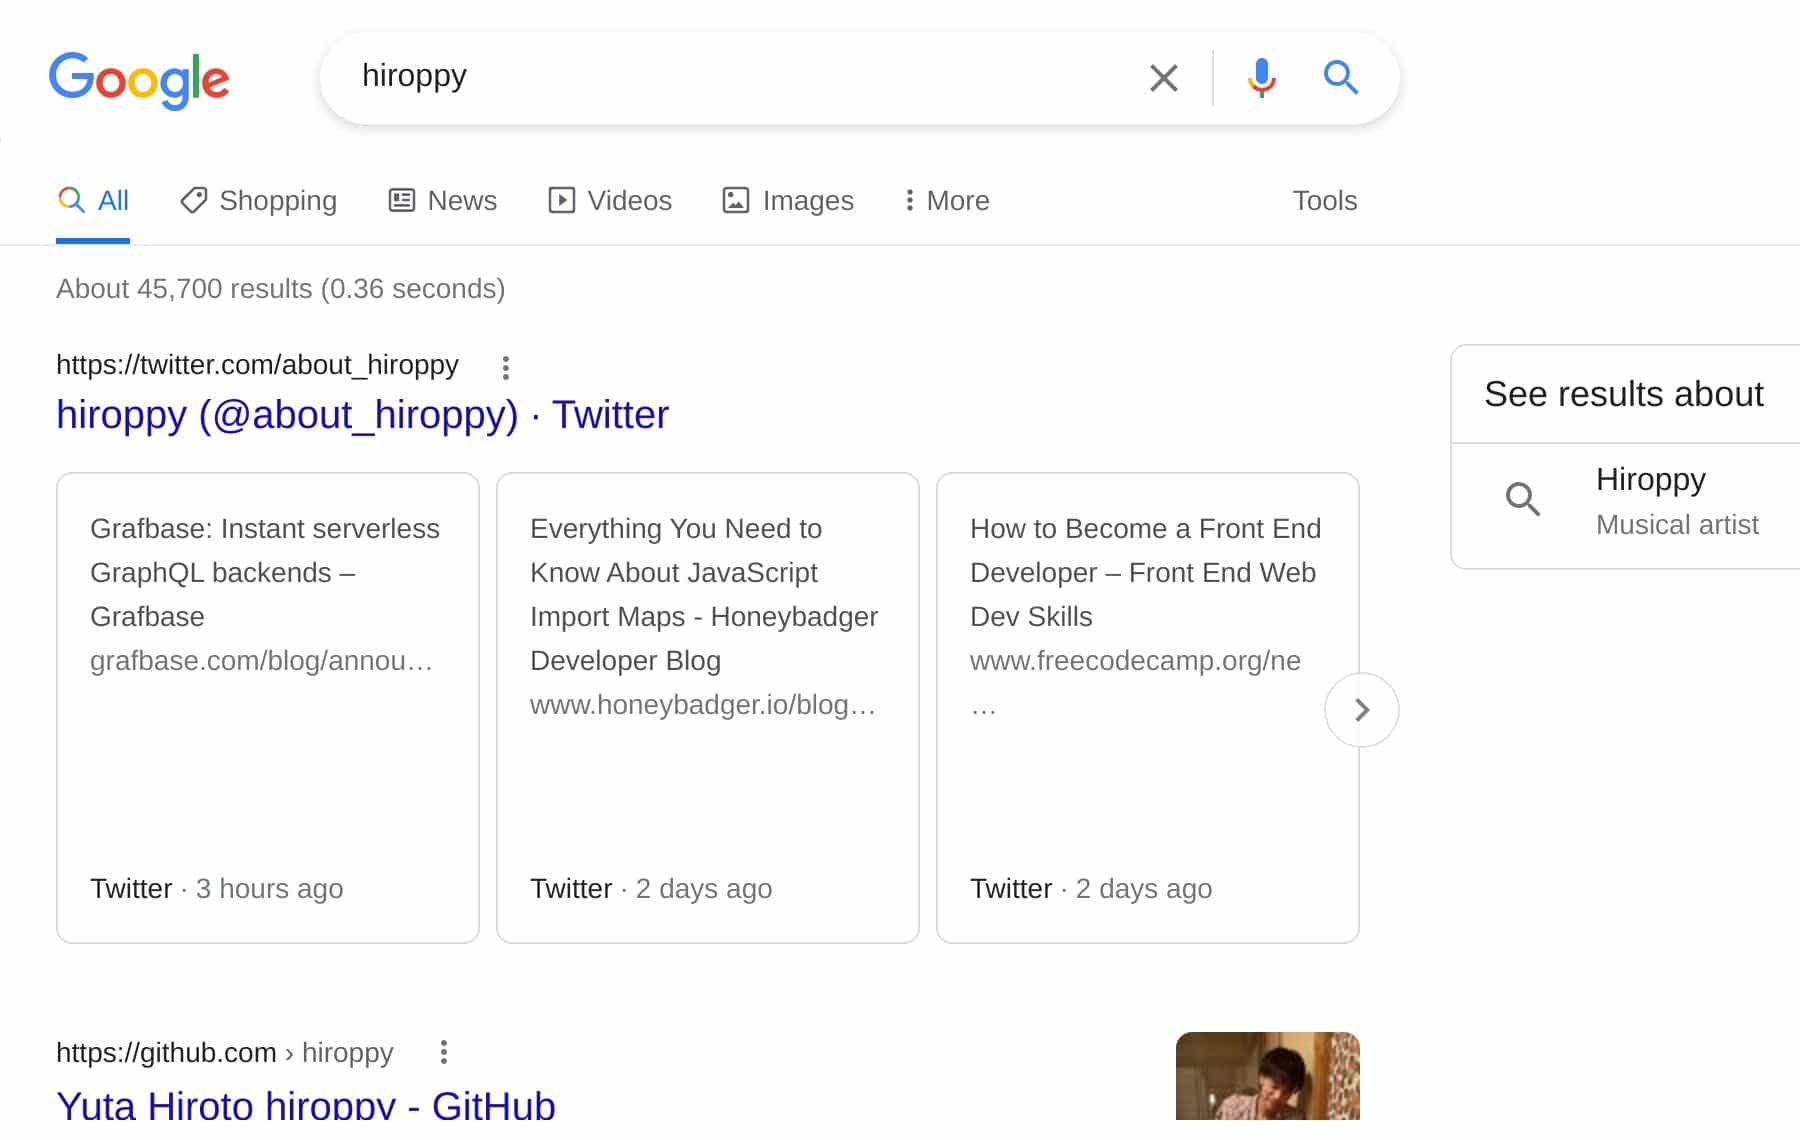 Google
hiroppy
All Shopping News Videos Images More Tools
About 45,700 results (0.36 seconds)
https://twitter.com/about_hiroppy
hiroppy (@about_hiroppy) · Twitter
Grafbase: Instant serverless
GraphQL backends –
Grafbase
grafbase.com/blog/annou…
Twitter · 3 hours ago
Everything You Need to
Know About JavaScript
Import Maps - Honeybadger
Developer Blog
www.honeybadger.io/blog…
Twitter · 2 days ago
How to Become a Front End
Developer – Front End Web
Dev Skills
www.freecodecamp.org/ne
…
Twitter · 2 days ago
https://github.com › hiroppy
Yuta Hiroto hiroppy - GitHub
See results about
Hiroppy
Musical artist